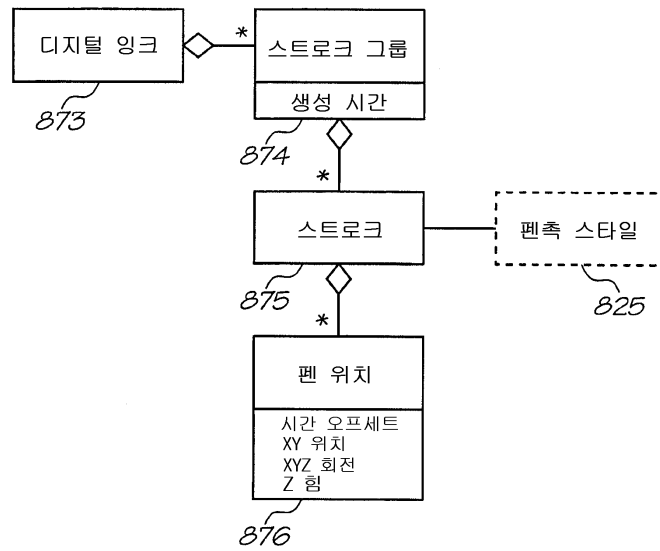 디지털 잉크
*
스트로크 그룹
생성 시간
873
874
*
스트로크
펜촉 스타일
875
825
*
펜 위치
시간 오프세트
XY 위치
XYZ 회전
Z 힘
876